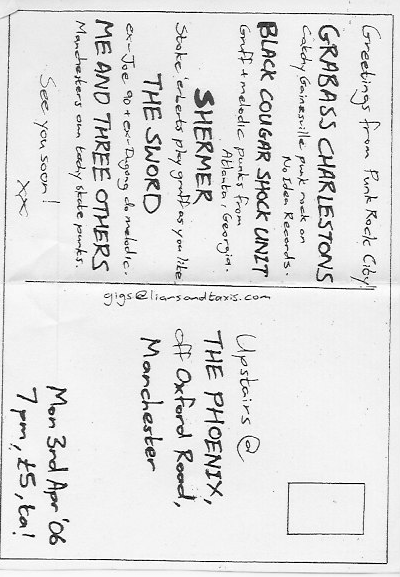 Greetings from Punk Rock City!
GRABASS CHARLESTONS
Catchy Gainesville punk rock on
No Idea Records.
BLACK COUGAR SHOCK UNIT
Gruff + melodic punks from
Atlanta, Georgia.
SHERMER
Stoke 'erberts play gruff as you like
THE SWORD
ex-Joe 90 + ex-Dugong do melodic.
ME AND THREE OTHERS
Manchesters own techy skate punks.
See you soon!
xx
gigs@liarsandtaxis.com
Upstairs @
THE PHOENIX,
off Oxford Road,
Manchester
Mon 3rd Apr '06
7pm, £5, ta!